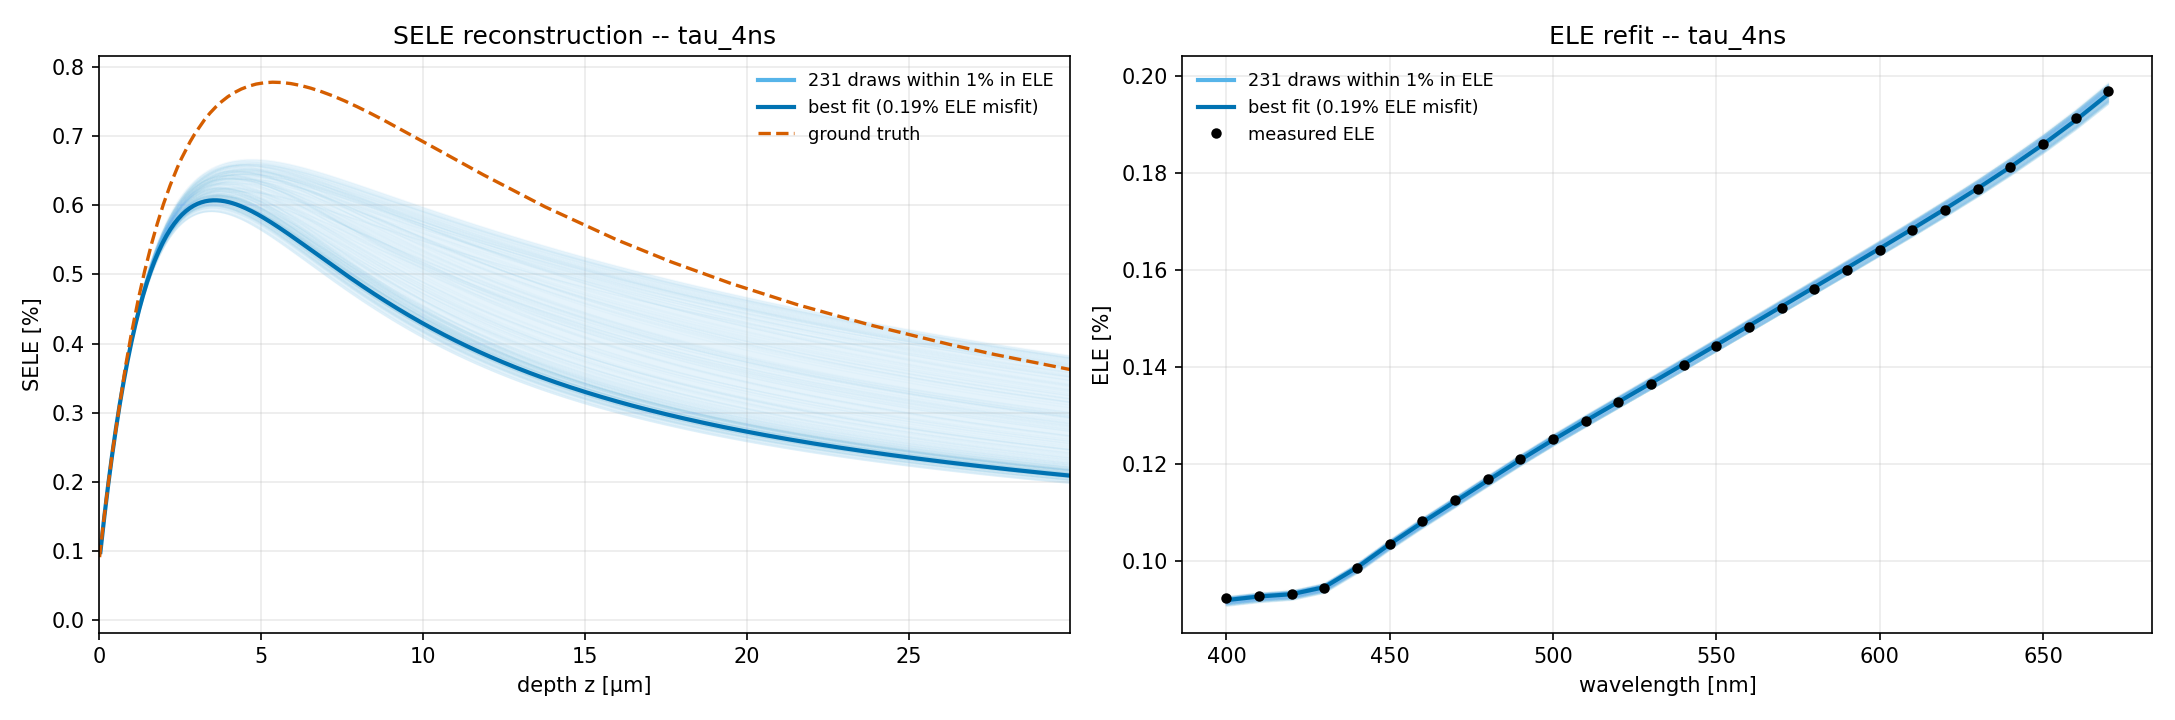 SELE reconstruction -- tau_4ns
231 draws within 1% in ELE
best fit (0.19% ELE misfit)
ground truth
SELE [%]
0.8
0.7
0.6
0.5
0.4
0.3
0.2
0.1
0.0
0 5 10 15 20 25
depth z [µm]
ELE refit -- tau_4ns
231 draws within 1% in ELE
best fit (0.19% ELE misfit)
measured ELE
ELE [%]
0.20
0.18
0.16
0.14
0.12
0.10
400 450 500 550 600 650
wavelength [nm]